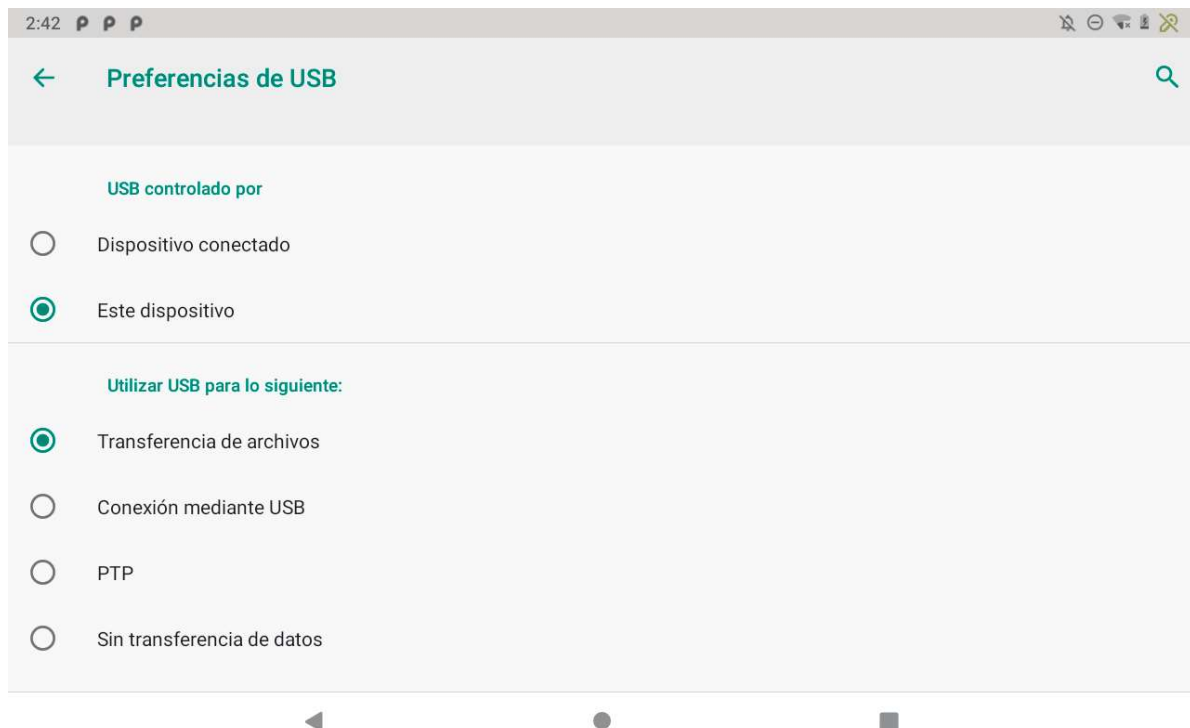 2:42
Preferencias de USB
USB controlado por
Dispositivo conectado
Este dispositivo
Utilizar USB para lo siguiente:
Transferencia de archivos
Conexión mediante USB
PTP
Sin transferencia de datos